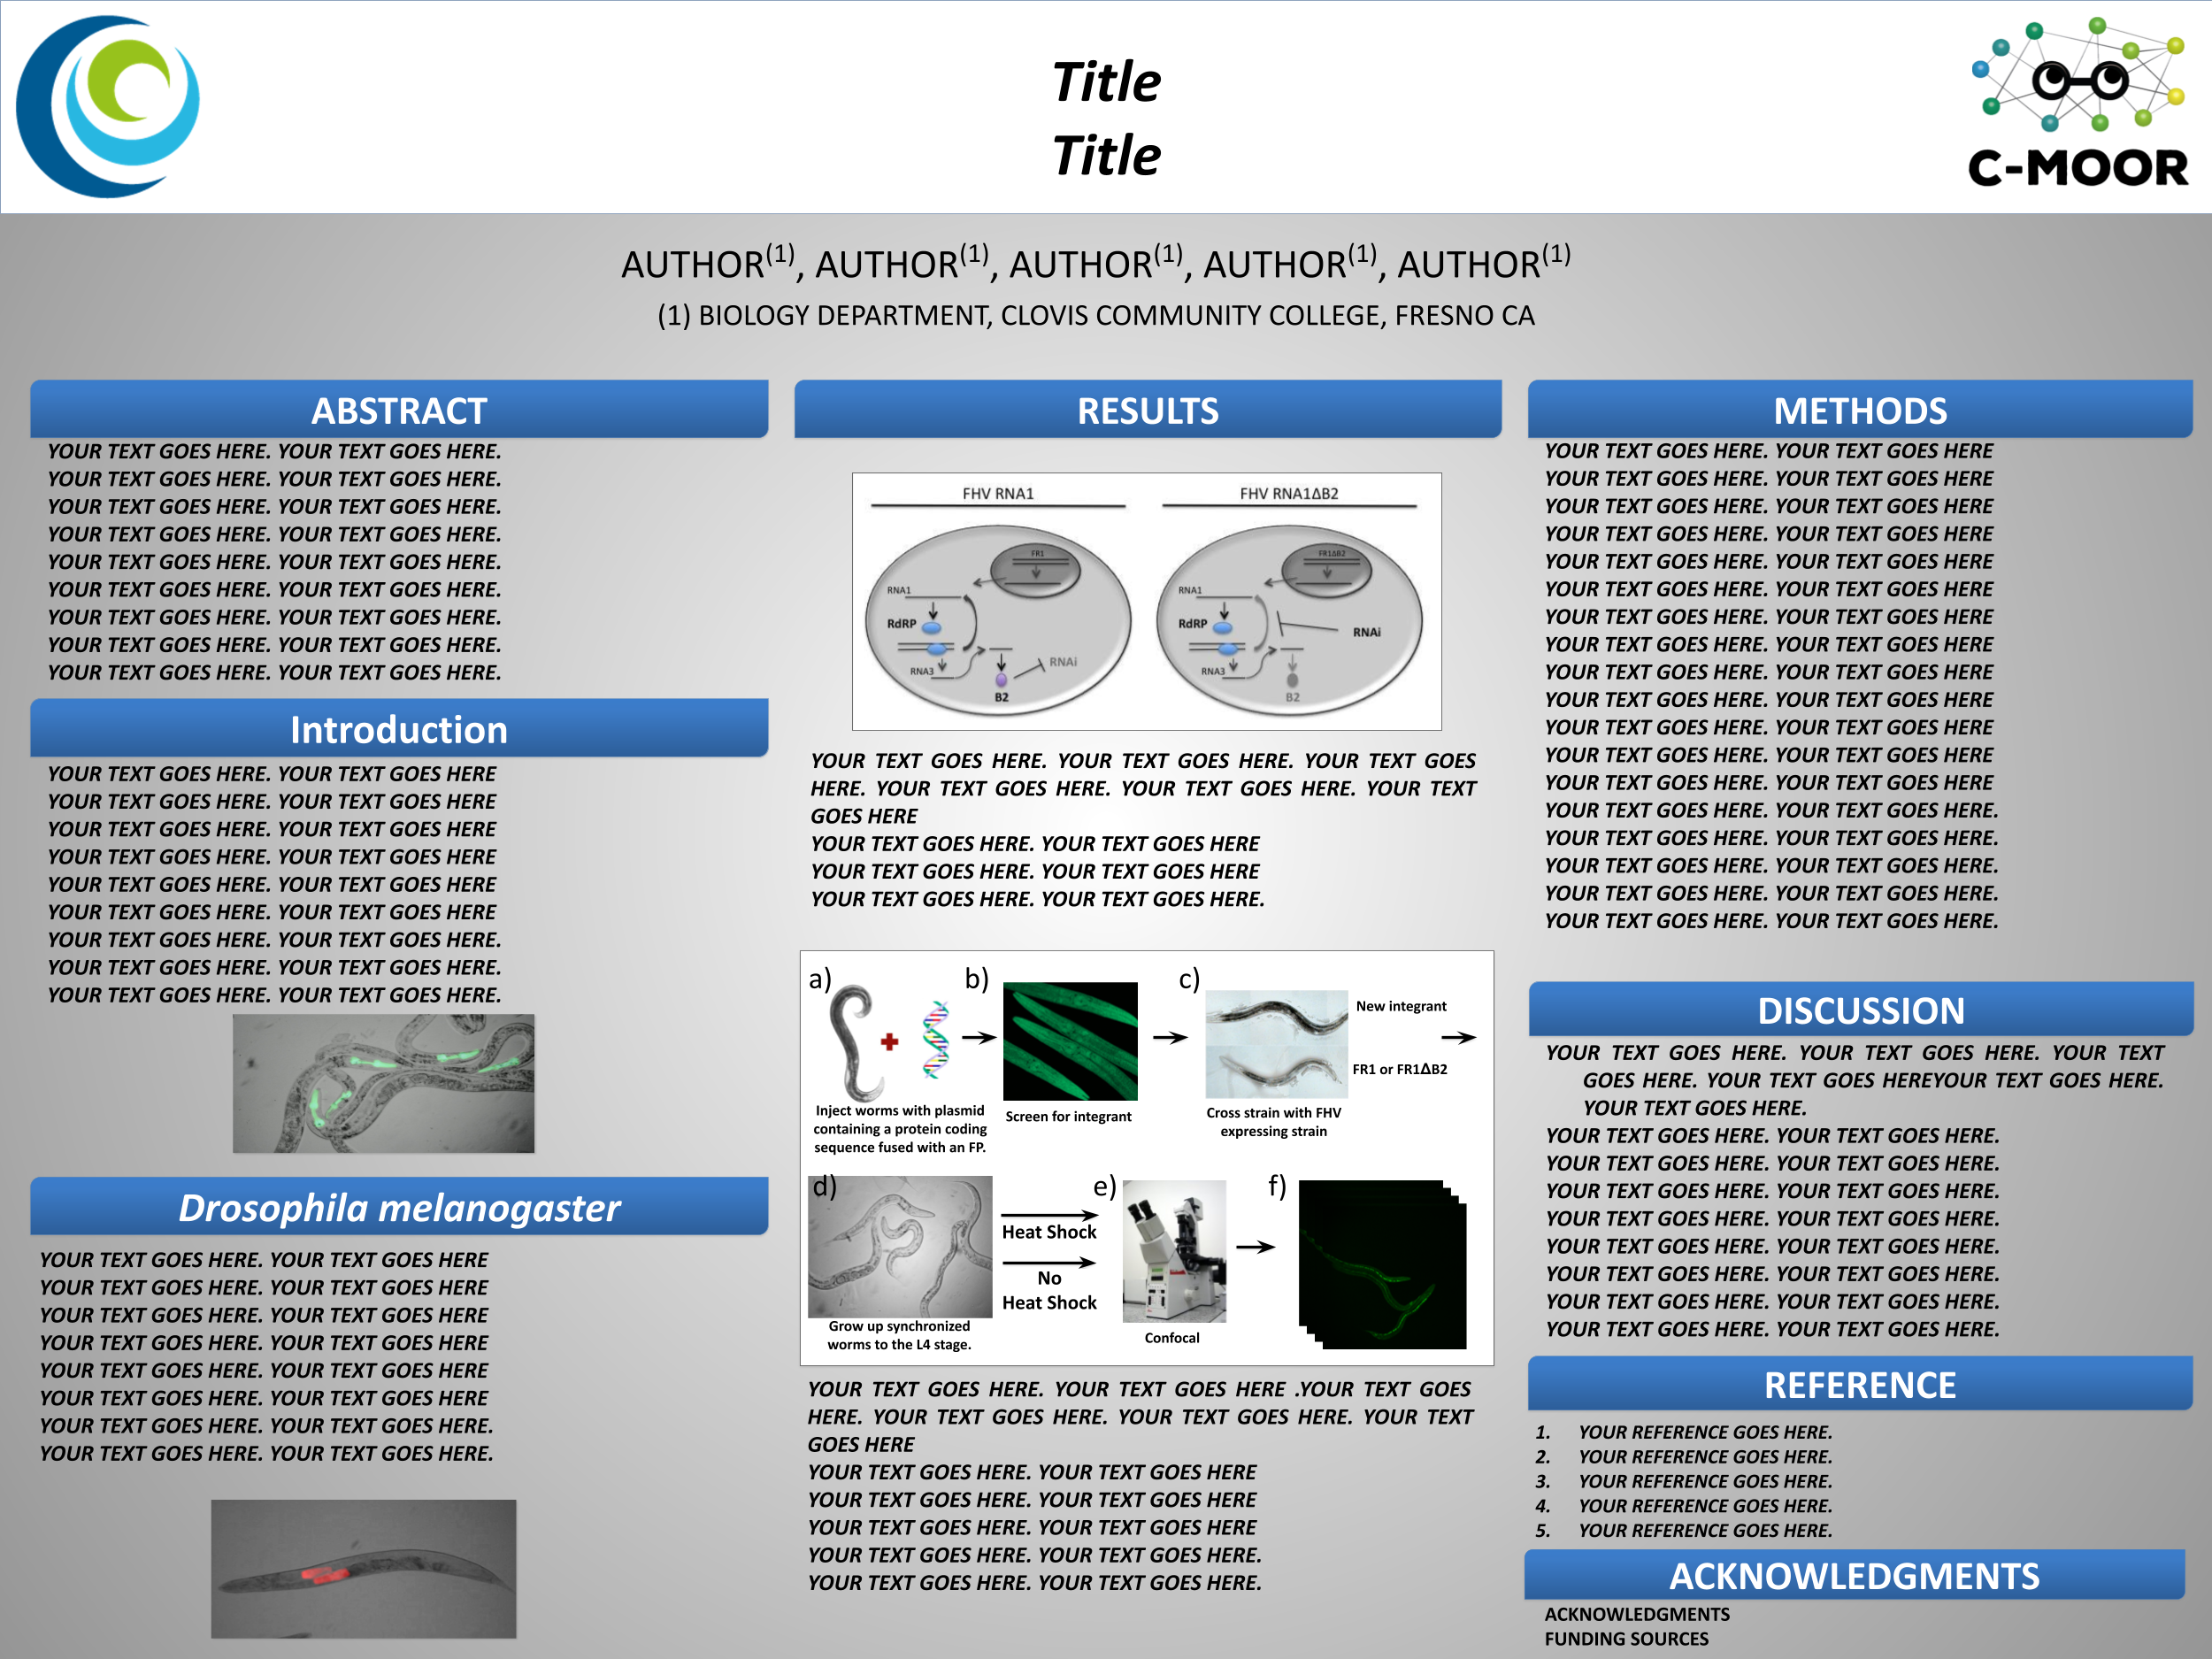 Title
Title
C-MOOR
AUTHOR(1), AUTHOR(1), AUTHOR(1), AUTHOR(1), AUTHOR(1)
(1) BIOLOGY DEPARTMENT, CLOVIS COMMUNITY COLLEGE, FRESNO CA
ABSTRACT
YOUR TEXT GOES HERE. YOUR TEXT GOES HERE.
YOUR TEXT GOES HERE. YOUR TEXT GOES HERE.
YOUR TEXT GOES HERE. YOUR TEXT GOES HERE.
YOUR TEXT GOES HERE. YOUR TEXT GOES HERE.
YOUR TEXT GOES HERE. YOUR TEXT GOES HERE.
YOUR TEXT GOES HERE. YOUR TEXT GOES HERE.
YOUR TEXT GOES HERE. YOUR TEXT GOES HERE.
YOUR TEXT GOES HERE. YOUR TEXT GOES HERE.
YOUR TEXT GOES HERE. YOUR TEXT GOES HERE.
Introduction
YOUR TEXT GOES HERE. YOUR TEXT GOES HERE
YOUR TEXT GOES HERE. YOUR TEXT GOES HERE
YOUR TEXT GOES HERE. YOUR TEXT GOES HERE
YOUR TEXT GOES HERE. YOUR TEXT GOES HERE
YOUR TEXT GOES HERE. YOUR TEXT GOES HERE
YOUR TEXT GOES HERE. YOUR TEXT GOES HERE
YOUR TEXT GOES HERE. YOUR TEXT GOES HERE.
YOUR TEXT GOES HERE. YOUR TEXT GOES HERE.
YOUR TEXT GOES HERE. YOUR TEXT GOES HERE.
Drosophila melanogaster
YOUR TEXT GOES HERE. YOUR TEXT GOES HERE
YOUR TEXT GOES HERE. YOUR TEXT GOES HERE
YOUR TEXT GOES HERE. YOUR TEXT GOES HERE
YOUR TEXT GOES HERE. YOUR TEXT GOES HERE
YOUR TEXT GOES HERE. YOUR TEXT GOES HERE
YOUR TEXT GOES HERE. YOUR TEXT GOES HERE
YOUR TEXT GOES HERE. YOUR TEXT GOES HERE.
YOUR TEXT GOES HERE. YOUR TEXT GOES HERE.
RESULTS
FHV RNA1
FR1
RNA1
RdRP
RNA3
RNAi
B2
FHV RNA1ΔB2
FR1ΔB2
RNA1
RdRP
RNAi
RNA3
B2
YOUR TEXT GOES HERE. YOUR TEXT GOES HERE. YOUR TEXT GOES
HERE. YOUR TEXT GOES HERE. YOUR TEXT GOES HERE. YOUR TEXT
GOES HERE
YOUR TEXT GOES HERE. YOUR TEXT GOES HERE
YOUR TEXT GOES HERE. YOUR TEXT GOES HERE
YOUR TEXT GOES HERE. YOUR TEXT GOES HERE.
a)
Inject worms with plasmid
containing a protein coding
sequence fused with an FP.
b)
Screen for integrant
c)
New integrant
FR1 or FR1ΔB2
Cross strain with FHV
expressing strain
d)
Grow up synchronized
worms to the L4 stage.
Heat Shock
No
Heat Shock
e)
Confocal
f)
YOUR TEXT GOES HERE. YOUR TEXT GOES HERE .YOUR TEXT GOES
HERE. YOUR TEXT GOES HERE. YOUR TEXT GOES HERE. YOUR TEXT
GOES HERE
YOUR TEXT GOES HERE. YOUR TEXT GOES HERE
YOUR TEXT GOES HERE. YOUR TEXT GOES HERE
YOUR TEXT GOES HERE. YOUR TEXT GOES HERE
YOUR TEXT GOES HERE. YOUR TEXT GOES HERE.
YOUR TEXT GOES HERE. YOUR TEXT GOES HERE.
METHODS
YOUR TEXT GOES HERE. YOUR TEXT GOES HERE
YOUR TEXT GOES HERE. YOUR TEXT GOES HERE
YOUR TEXT GOES HERE. YOUR TEXT GOES HERE
YOUR TEXT GOES HERE. YOUR TEXT GOES HERE
YOUR TEXT GOES HERE. YOUR TEXT GOES HERE
YOUR TEXT GOES HERE. YOUR TEXT GOES HERE
YOUR TEXT GOES HERE. YOUR TEXT GOES HERE
YOUR TEXT GOES HERE. YOUR TEXT GOES HERE
YOUR TEXT GOES HERE. YOUR TEXT GOES HERE
YOUR TEXT GOES HERE. YOUR TEXT GOES HERE
YOUR TEXT GOES HERE. YOUR TEXT GOES HERE
YOUR TEXT GOES HERE. YOUR TEXT GOES HERE
YOUR TEXT GOES HERE. YOUR TEXT GOES HERE
YOUR TEXT GOES HERE. YOUR TEXT GOES HERE.
YOUR TEXT GOES HERE. YOUR TEXT GOES HERE.
YOUR TEXT GOES HERE. YOUR TEXT GOES HERE.
YOUR TEXT GOES HERE. YOUR TEXT GOES HERE.
YOUR TEXT GOES HERE. YOUR TEXT GOES HERE.
DISCUSSION
YOUR TEXT GOES HERE. YOUR TEXT GOES HERE. YOUR TEXT
GOES HERE. YOUR TEXT GOES HEREYOUR TEXT GOES HERE.
YOUR TEXT GOES HERE.
YOUR TEXT GOES HERE. YOUR TEXT GOES HERE.
YOUR TEXT GOES HERE. YOUR TEXT GOES HERE.
YOUR TEXT GOES HERE. YOUR TEXT GOES HERE.
YOUR TEXT GOES HERE. YOUR TEXT GOES HERE.
YOUR TEXT GOES HERE. YOUR TEXT GOES HERE.
YOUR TEXT GOES HERE. YOUR TEXT GOES HERE.
YOUR TEXT GOES HERE. YOUR TEXT GOES HERE.
YOUR TEXT GOES HERE. YOUR TEXT GOES HERE.
REFERENCE
1. YOUR REFERENCE GOES HERE.
2. YOUR REFERENCE GOES HERE.
3. YOUR REFERENCE GOES HERE.
4. YOUR REFERENCE GOES HERE.
5. YOUR REFERENCE GOES HERE.
ACKNOWLEDGMENTS
ACKNOWLEDGMENTS
FUNDING SOURCES